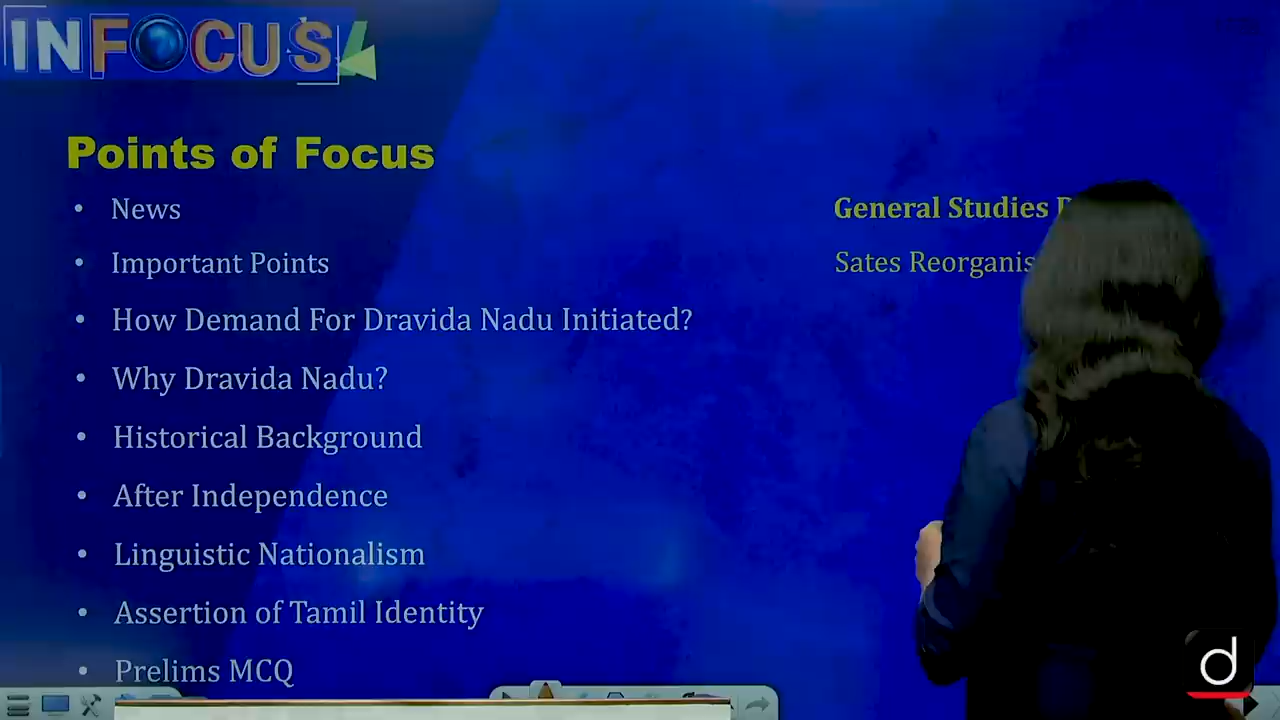 INFOCUS
Points of Focus
• News
• Important Points
• How Demand For Dravida Nadu Initiated?
• Why Dravida Nadu?
• Historical Background
• After Independence
• Linguistic Nationalism
• Assertion of Tamil Identity
• Prelims MCQ
General Studies
Sates Reorganis
d